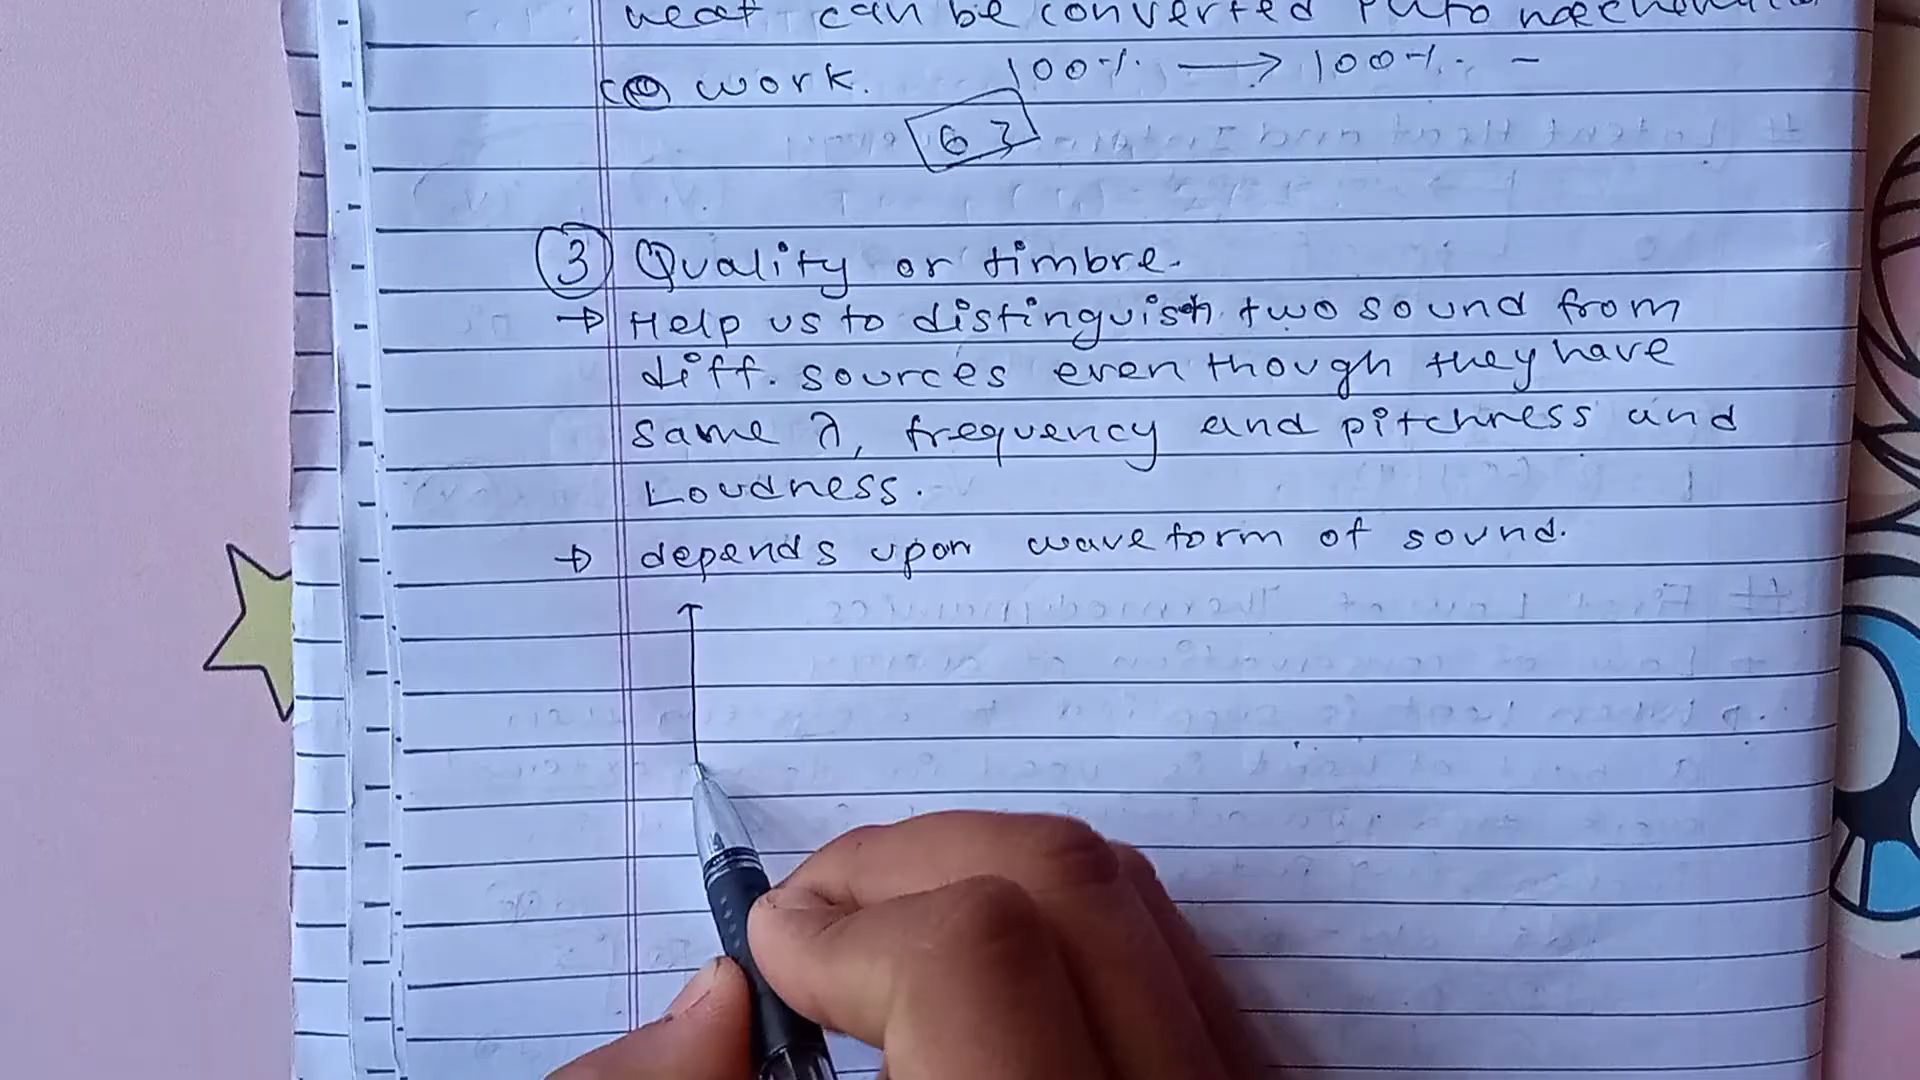 heat can be converted into mechanical
work. 100% → 100%. -
63
③ Quality or timbre.
→ Help us to distinguish two sound from
diff. sources even though they have
same λ, frequency and pitchness and
Loudness.
→ depends upon waveform of sound.